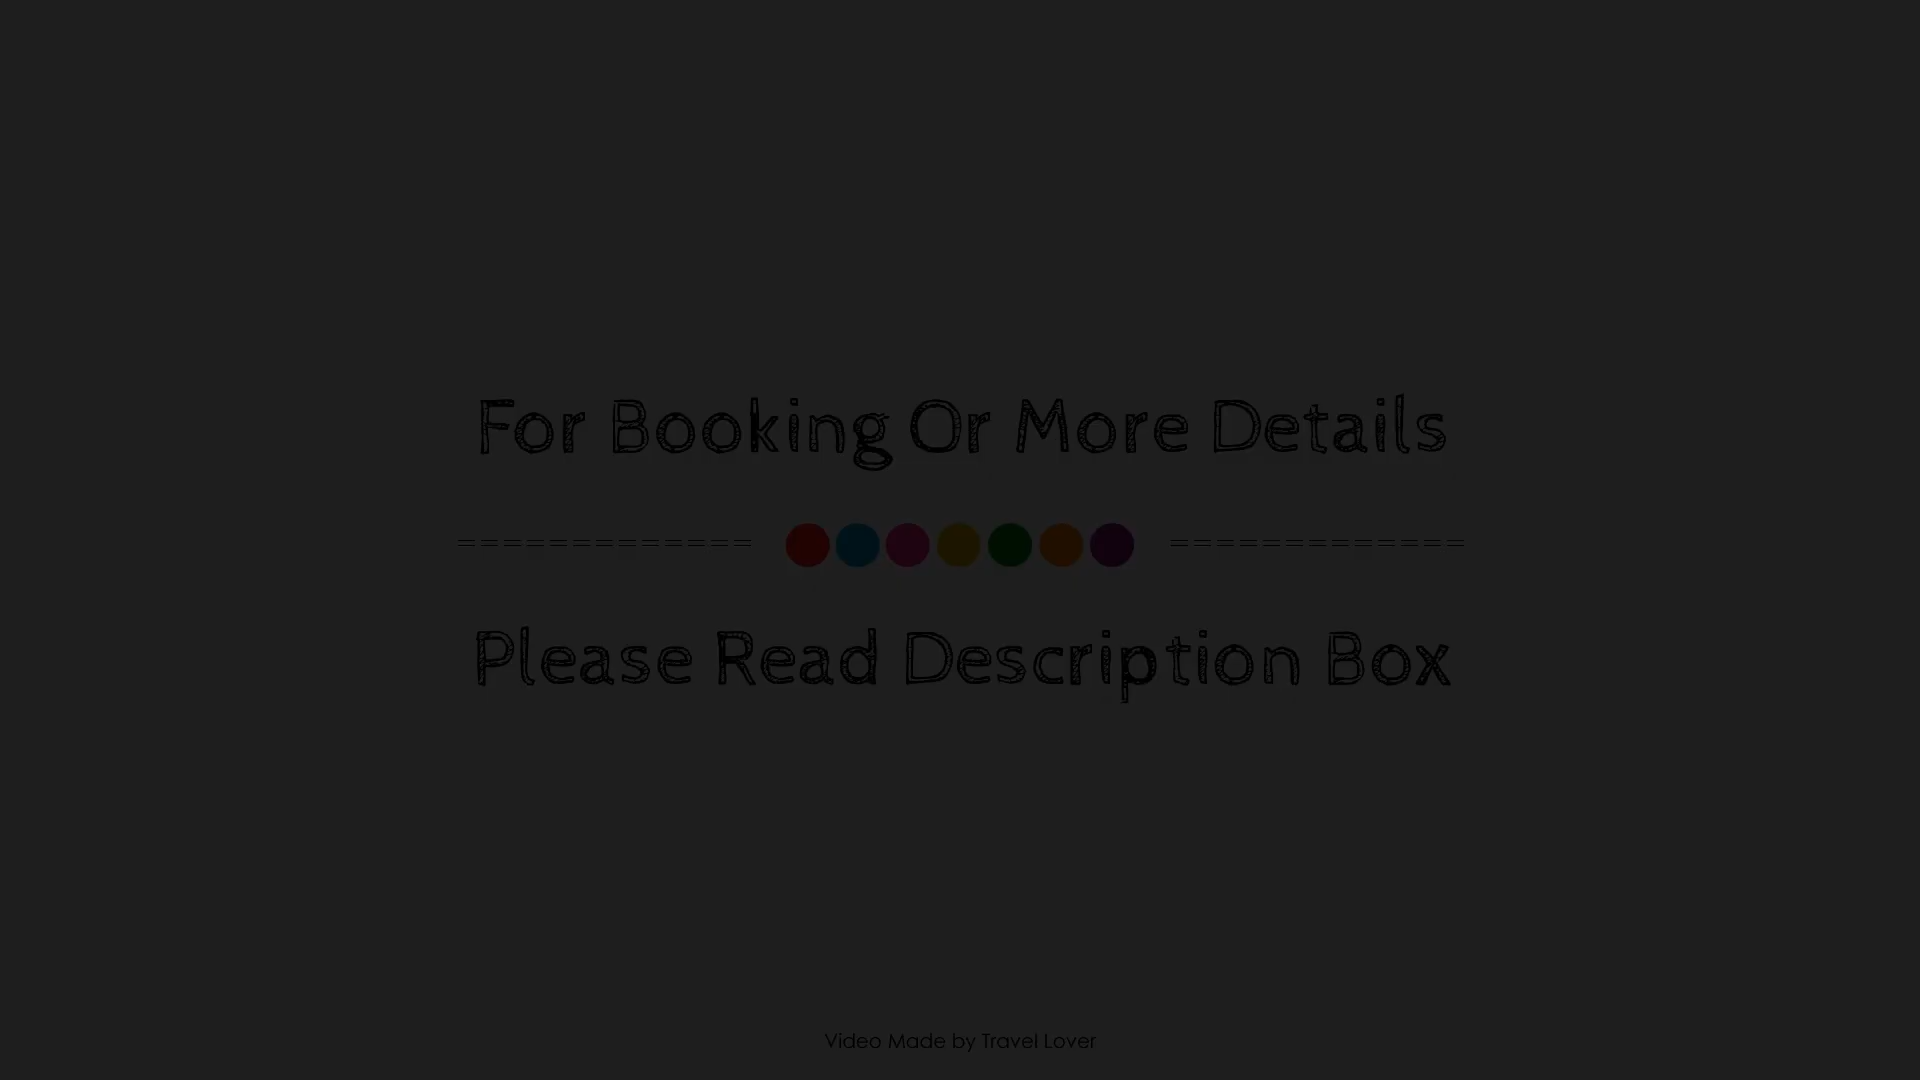 For Booking Or More Details
============= =============
Please Read Description Box
Video Made by Travel Lover